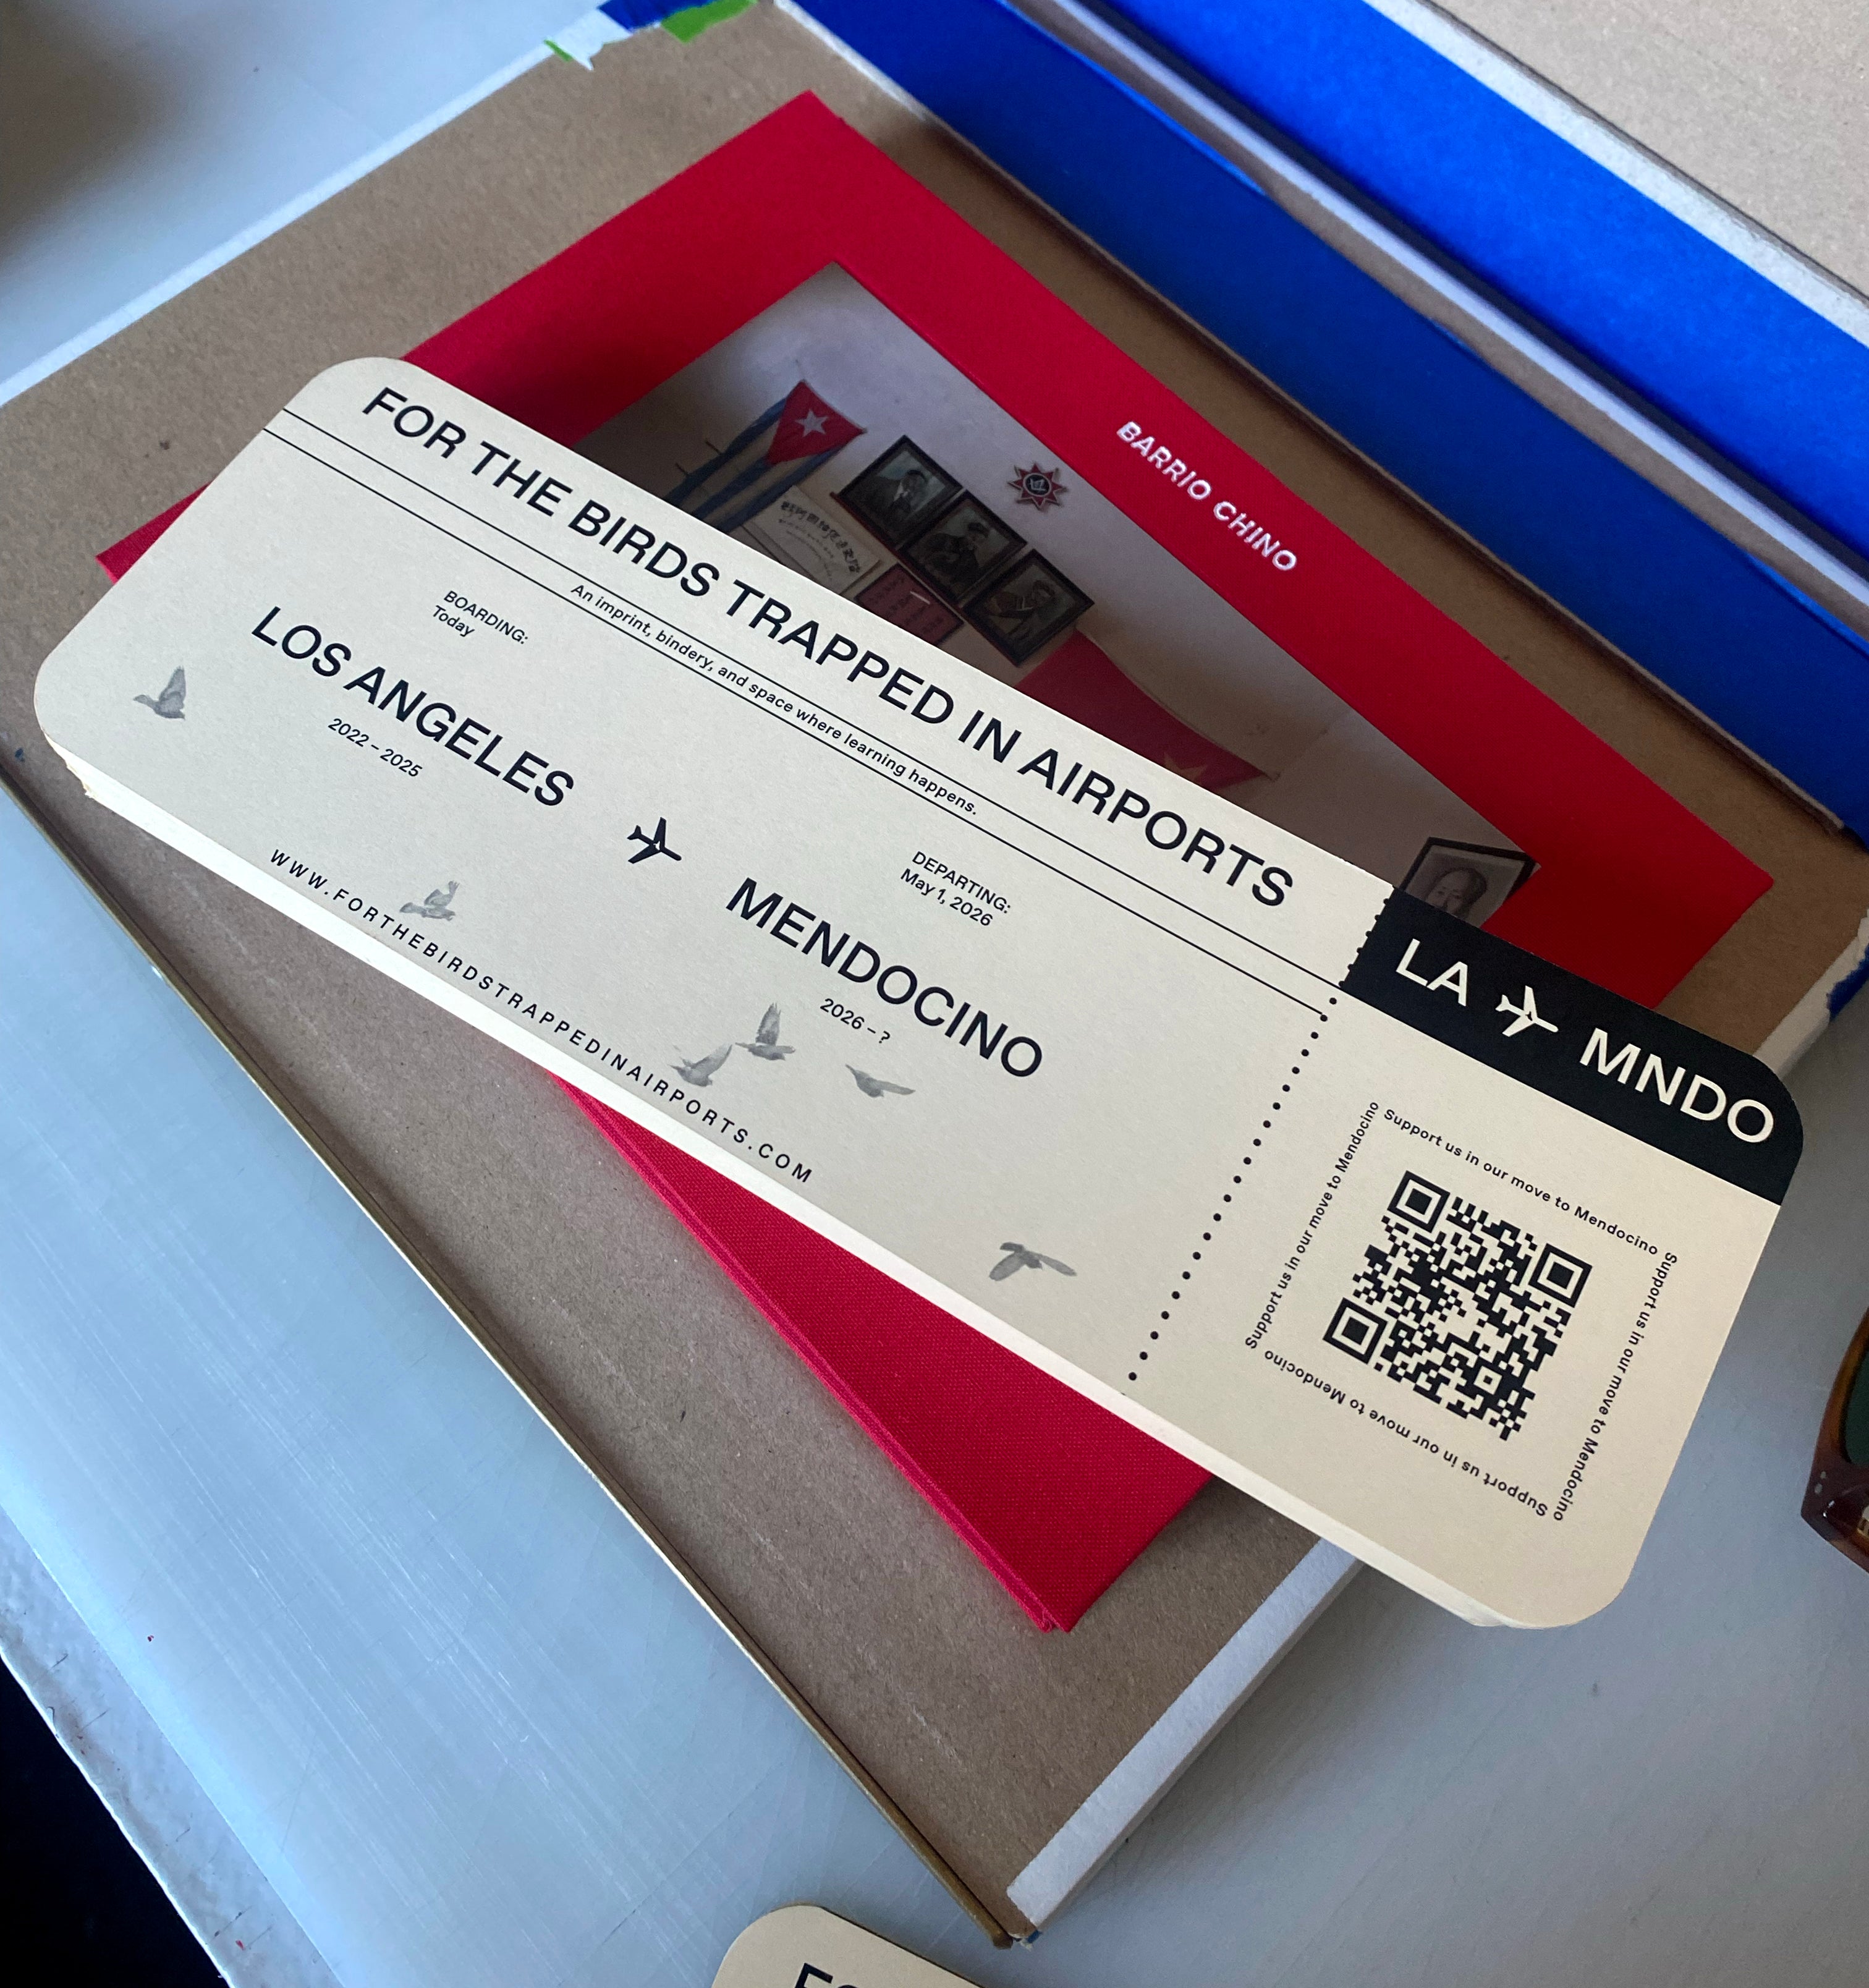 BARRIO CHINO
FOR THE BIRDS TRAPPED IN AIRPORTS
An imprint, bindery, and space where learning happens.
BOARDING:
Today
LOS ANGELES
2022 – 2025
DEPARTING:
May 1, 2026
MENDOCINO
2026 – ?
WWW.FORTHEBIRDSTRAPPEDINAIRPORTS.COM
LA MNDO
Support us in our move to Mendocino
Support us in our move to Mendocino
Support us in our move to Mendocino
Support us in our move to Mendocino